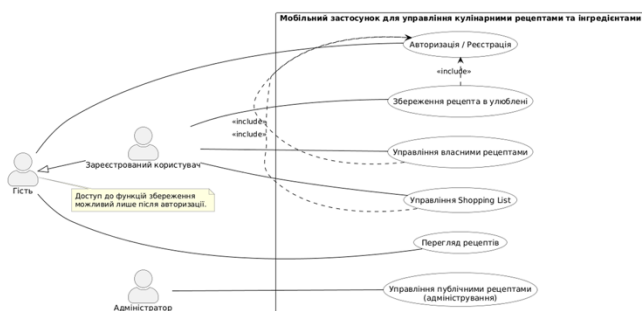 Мобільний застосунок для управління кулінарними рецептами та інгредієнтами
Авторизація / Реєстрація
«include»
Збереження рецепта в улюблені
«include»
«include»
Управління власними рецептами
Зареєстрований користувач
Гість
Доступ до функцій збереження
можливий лише після авторизації.
Управління Shopping List
Перегляд рецептів
Управління публічними рецептами
(адміністрування)
Адміністратор